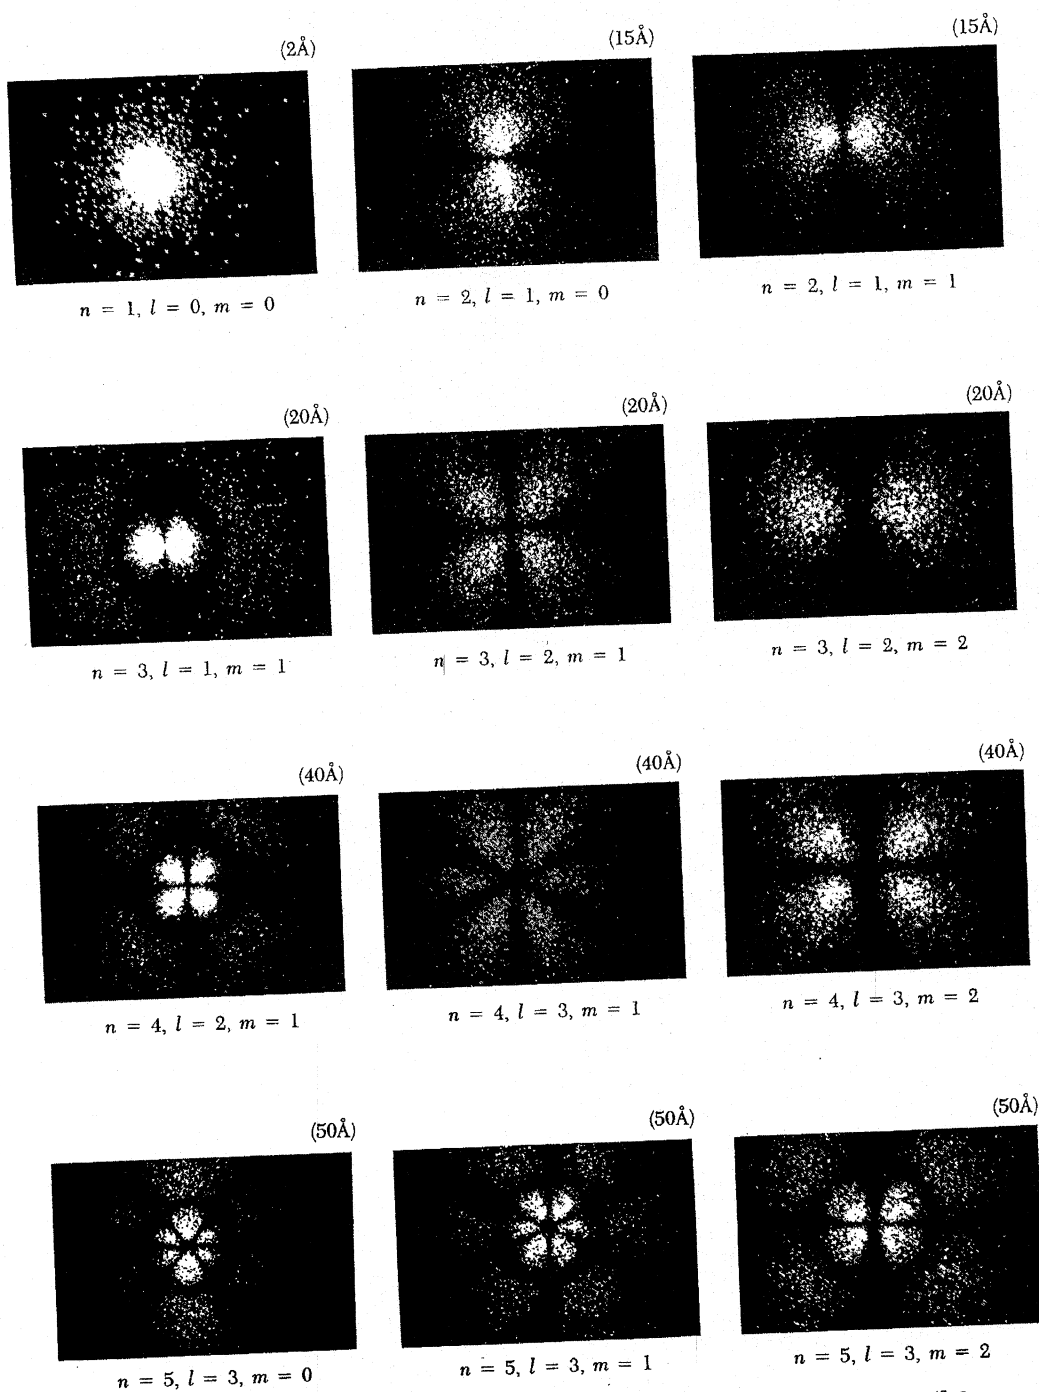 (2Å) (15Å) (15Å)
n = 1, l = 0, m = 0 n = 2, l = 1, m = 0 n = 2, l = 1, m = 1
(20Å) (20Å) (20Å)
n = 3, l = 1, m = 1 n = 3, l = 2, m = 1 n = 3, l = 2, m = 2
(40Å) (40Å) (40Å)
n = 4, l = 2, m = 1 n = 4, l = 3, m = 1 n = 4, l = 3, m = 2
(50Å) (50Å) (50Å)
n = 5, l = 3, m = 0 n = 5, l = 3, m = 1 n = 5, l = 3, m = 2